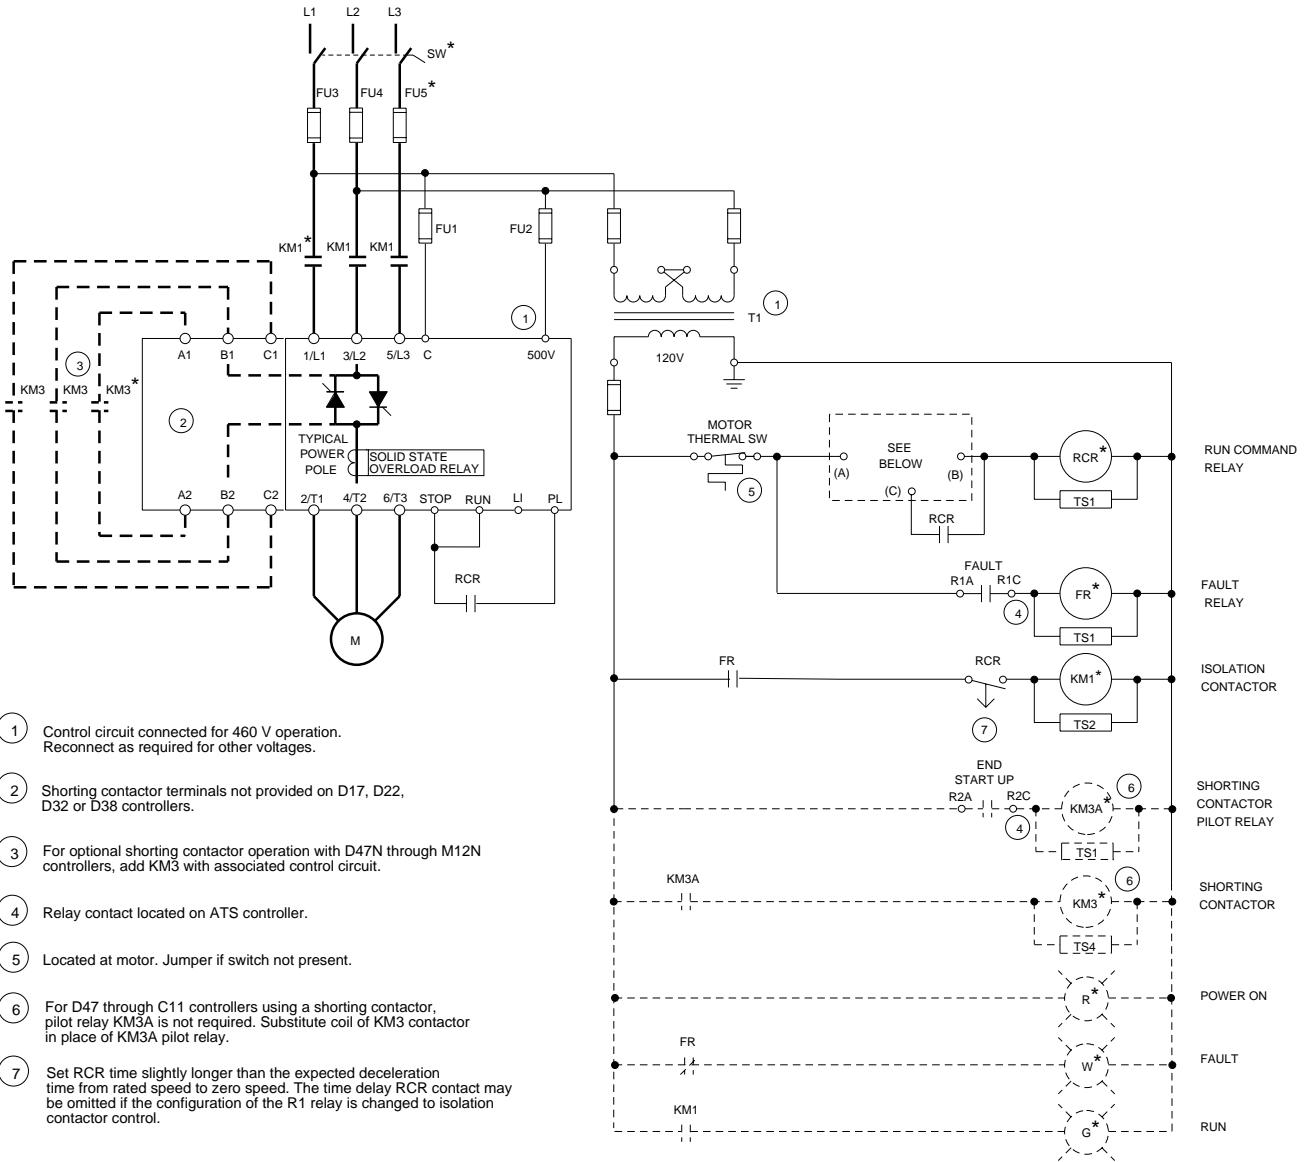 L1 L2 L3
SW*
FU3 FU4 FU5*
FU1 FU2
KM1* KM1 KM1
1
1
T1
A1 B1 C1 1/L1 3/L2 5/L3 C 500V
120V
3
KM3 KM3 KM3*
2
TYPICAL
POWER
POLE
SOLID STATE
OVERLOAD RELAY
MOTOR
THERMAL SW
5
SEE
BELOW
(A) (B)
(C)
RCR
RCR*
TS1
RUN COMMAND
RELAY
A2 B2 C2 2/T1 4/T2 6/T3 STOP RUN LI PL
RCR
M
FAULT
R1A R1C
4
FR*
TS1
FAULT
RELAY
FR
RCR
7
KM1*
TS2
ISOLATION
CONTACTOR
END
START UP
R2A R2C
4
KM3A*
6
TS1
SHORTING
CONTACTOR
PILOT RELAY
KM3A
KM3*
6
TS4
SHORTING
CONTACTOR
R*
POWER ON
FR
W*
FAULT
KM1
G*
RUN
1 Control circuit connected for 460 V operation.
Reconnect as required for other voltages.
2 Shorting contactor terminals not provided on D17, D22,
D32 or D38 controllers.
3 For optional shorting contactor operation with D47N through M12N
controllers, add KM3 with associated control circuit.
4 Relay contact located on ATS controller.
5 Located at motor. Jumper if switch not present.
6 For D47 through C11 controllers using a shorting contactor,
pilot relay KM3A is not required. Substitute coil of KM3 contactor
in place of KM3A pilot relay.
7 Set RCR time slightly longer than the expected deceleration
time from rated speed to zero speed. The time delay RCR contact may
be omitted if the configuration of the R1 relay is changed to isolation
contactor control.